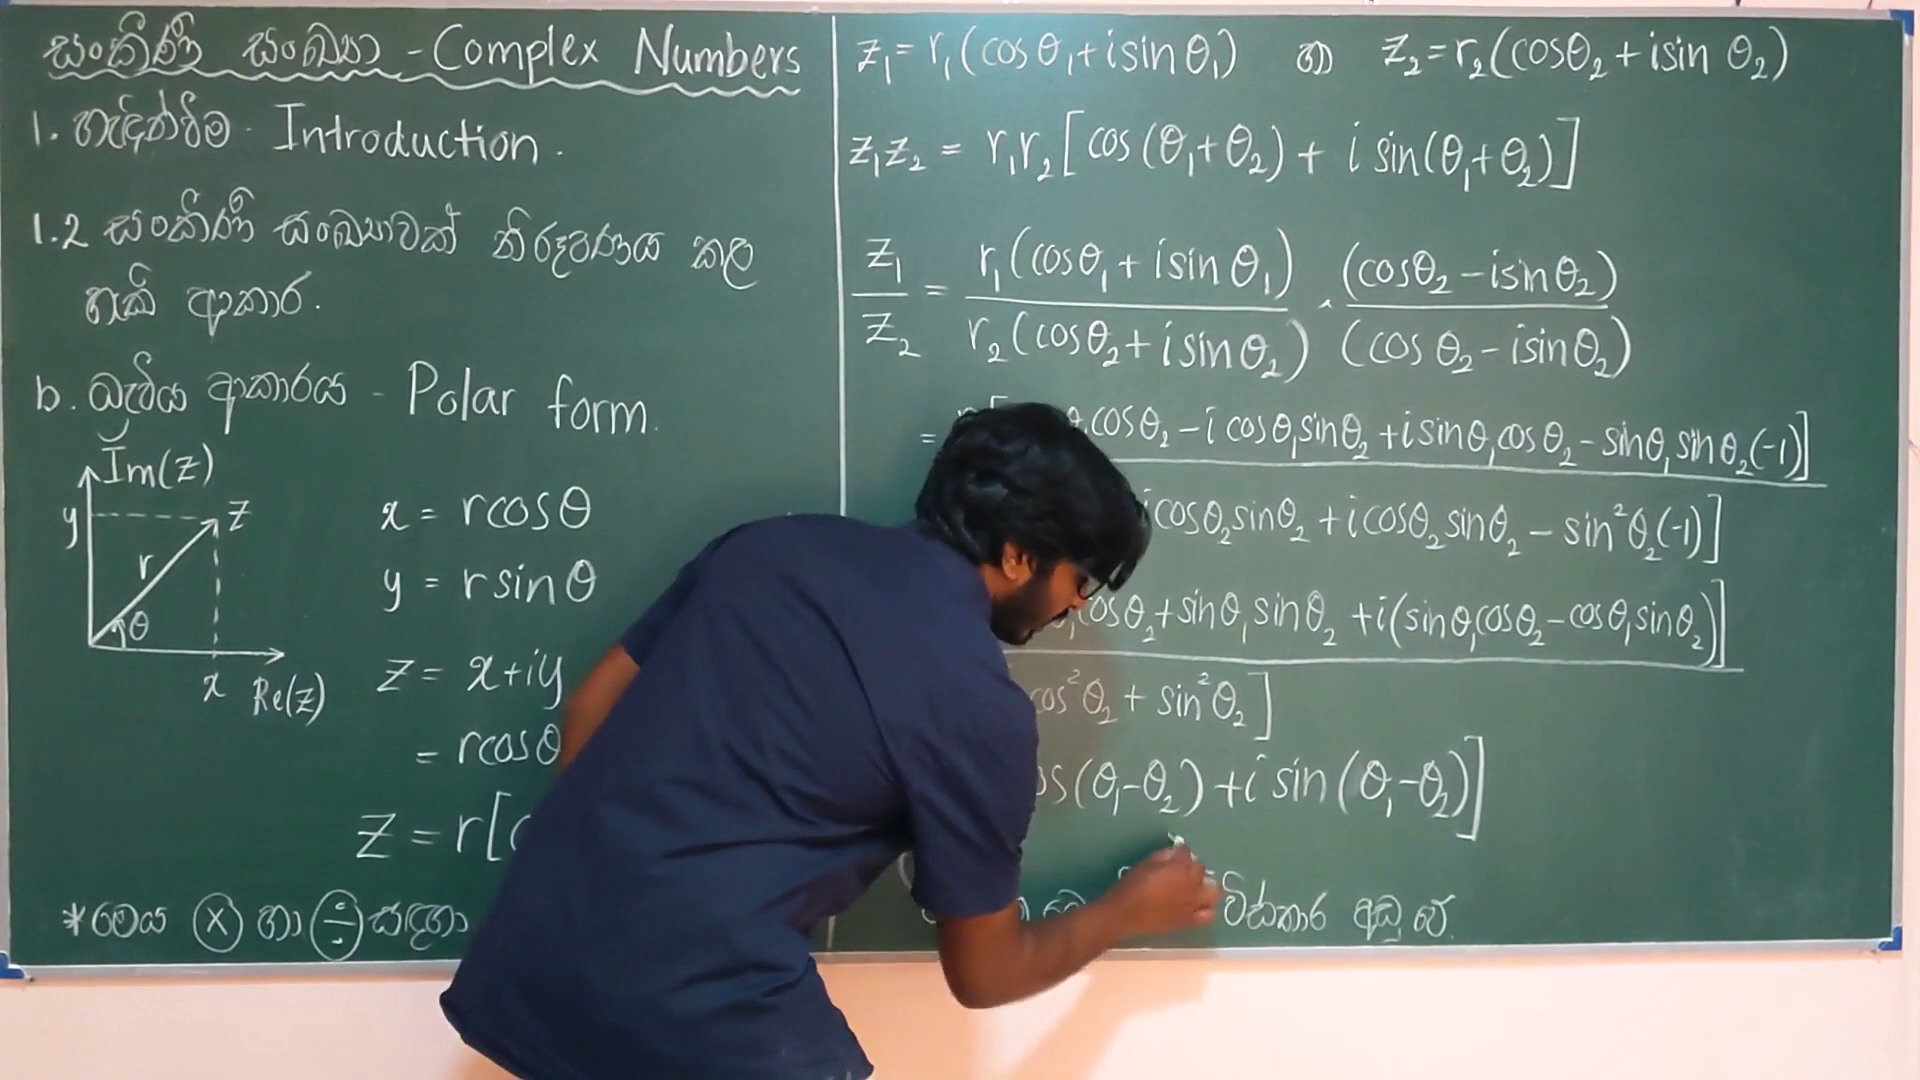 සංකීර්ණ සංඛ්‍යා - Complex Numbers
1. හැඳින්වීම. Introduction.
1.2 සංකීර්ණ සංඛ්‍යාවක් නිරූපණය කල
හැකි ආකාර.
b. ධ්‍රැවීය ආකාරය - Polar form.
Im(z)
y
z
r
θ
x Re(z)
x = rcosθ
y = rsinθ
z = x+iy
= rcosθ
z = r[
*මෙය ⊗ හා ÷ සඳහා
z₁ = r₁(cosθ₁+isinθ₁) හා z₂=r₂(cosθ₂+isin θ₂)
z₁z₂ = r₁r₂[cos(θ₁+θ₂) + i sin(θ₁+θ₂)]
z₁/z₂ = r₁(cosθ₁+isinθ₁)/r₂(cosθ₂+isinθ₂) . (cosθ₂-isinθ₂)/(cosθ₂-isinθ₂)
= cosθ₂ - i cosθ₁sinθ₂ + isinθ₁cosθ₂ - sinθ₁sinθ₂(-1)]
icosθ₂sinθ₂ + icosθ₂sinθ₂ - sin²θ₂(-1)]
cosθ₂+sinθ₁sinθ₂ +i(sinθ₁cosθ₂-cosθ₁sinθ₂)]
cos²θ₂ + sin²θ₂]
(θ₁-θ₂) +i sin(θ₁-θ₂)]
විස්තාර අඩු වේ.